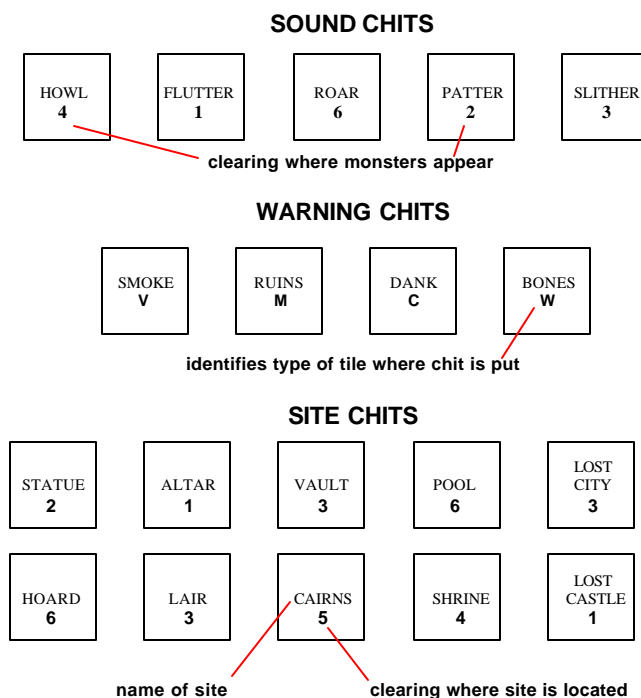 SOUND CHITS
HOWL FLUTTER ROAR PATTER SLITHER
4 1 6 2 3
clearing where monsters appear
WARNING CHITS
SMOKE RUINS DANK BONES
V M C W
identifies type of tile where chit is put
SITE CHITS
STATUE ALTAR VAULT POOL LOST CITY
2 1 3 6 3
HOARD LAIR CAIRNS SHRINE LOST CASTLE
6 3 5 4 1
name of site clearing where site is located